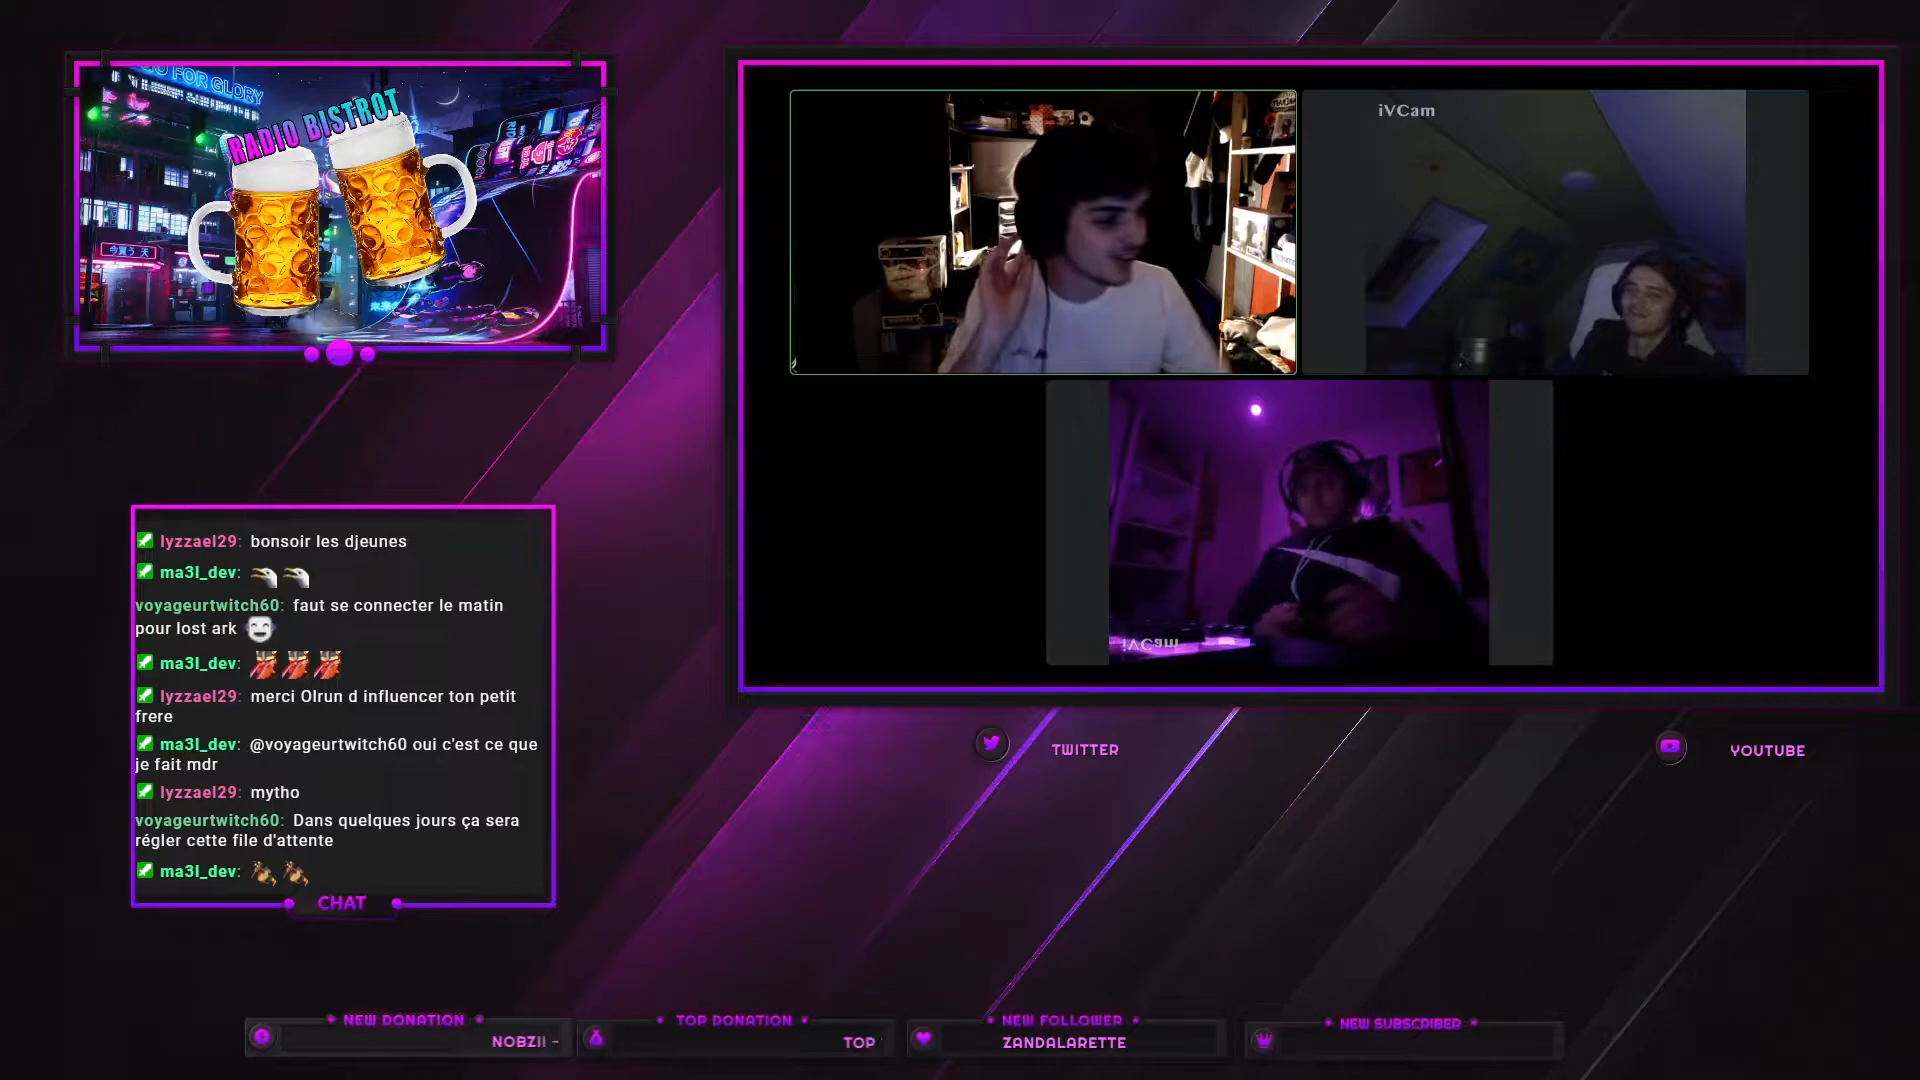 FOR GLORY
RADIO BISTROT
iVCam
iVCam
lyzzael29: bonsoir les djeunes
ma3l_dev:
voyageurtwitch60: faut se connecter le matin
pour lost ark
ma3l_dev:
lyzzael29: merci Olrun d influencer ton petit
frere
ma3l_dev: @voyageurtwitch60 oui c'est ce que
je fait mdr
lyzzael29: mytho
voyageurtwitch60: Dans quelques jours ça sera
régler cette file d'attente
ma3l_dev:
CHAT
TWITTER
YOUTUBE
NEW DONATION
NOBZII -
TOP DONATION
TOP
NEW FOLLOWER
ZANDALARETTE
NEW SUBSCRIBER